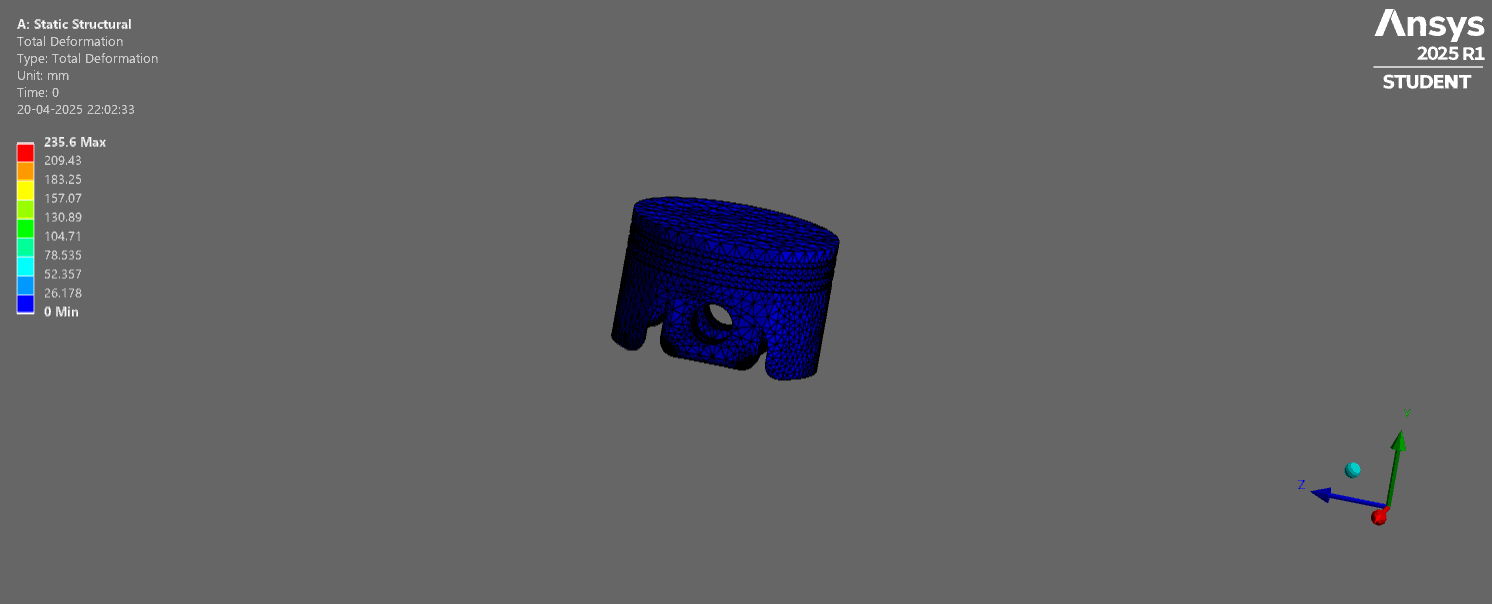 A: Static Structural
Total Deformation
Type: Total Deformation
Unit: mm
Time: 0
20-04-2025 22:02:33
235.6 Max
209.43
183.25
157.07
130.89
104.71
78.535
52.357
26.178
0 Min
Ansys
2025 R1
STUDENT
Y
Z